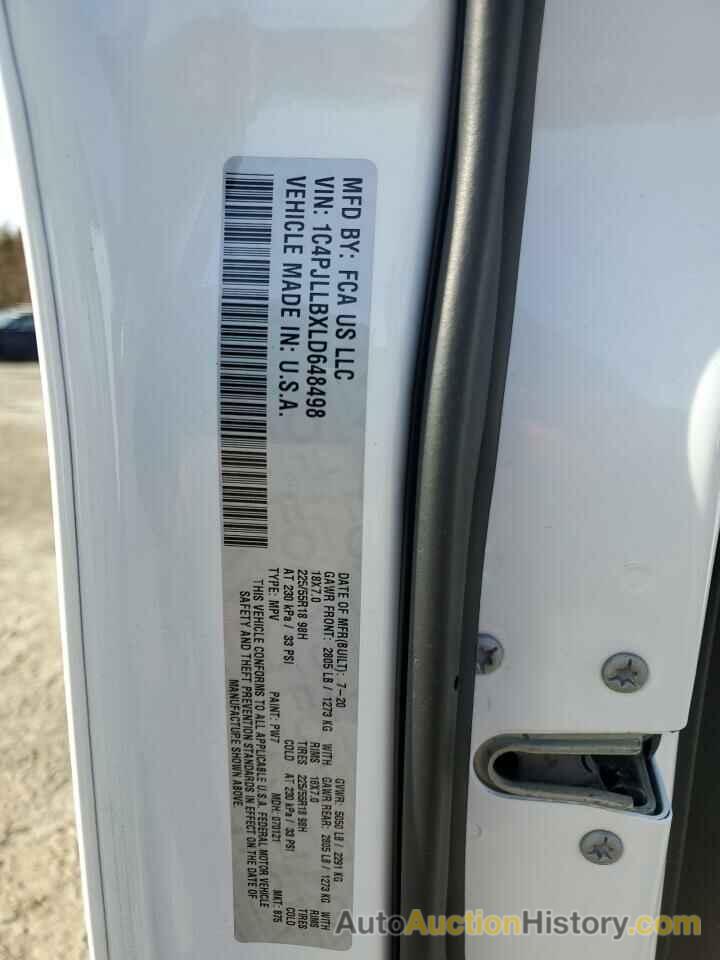 MFD BY: FCA US LLC
VIN: 1C4PJLLBXLD648498
VEHICLE MADE IN: U.S.A.
DATE OF MFR(BUILT): 7-20 GVWR: 5050 LB / 2291 KG
GAWR FRONT: 2805 LB / 1273 KG WITH GAWR REAR: 2805 LB / 1273 KG WITH
18X7.0 RIMS 18X7.0 RIMS
225/55R18 98H TIRES 225/55R18 98H TIRES
AT 230 kPa / 33 PSI COLD AT 230 kPa / 33 PSI COLD
TYPE: MPV PAINT: PW7 MDH: 070121 MKT: 875
THIS VEHICLE CONFORMS TO ALL APPLICABLE U.S.A. FEDERAL MOTOR VEHICLE
SAFETY AND THEFT PREVENTION STANDARDS IN EFFECT ON THE DATE OF
MANUFACTURE SHOWN ABOVE
AutoAuctionHistory.com